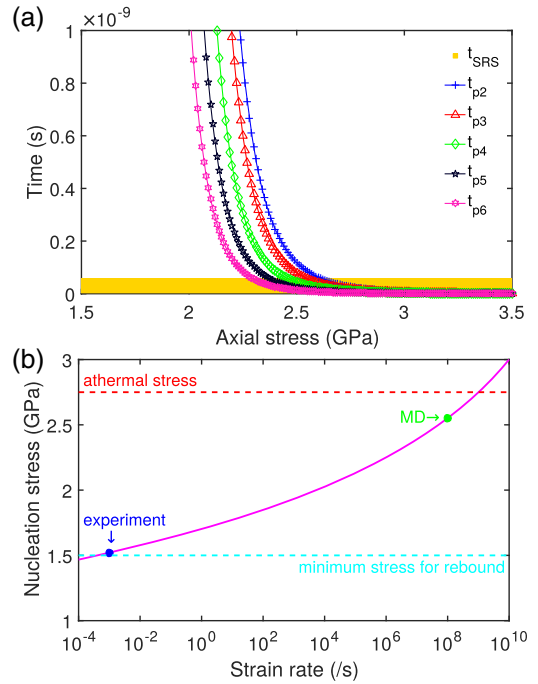 (a)
×10⁻⁹
1
0.8
0.6
0.4
0.2
0
Time (s)
t_SRS
t_p2
t_p3
t_p4
t_p5
t_p6
1.5 2 2.5 3 3.5
Axial stress (GPa)
(b)
3
2.5
2
1.5
1
Nucleation stress (GPa)
athermal stress
MD→
experiment
↓
minimum stress for rebound
10⁻⁴ 10⁻² 10⁰ 10² 10⁴ 10⁶ 10⁸ 10¹⁰
Strain rate (/s)